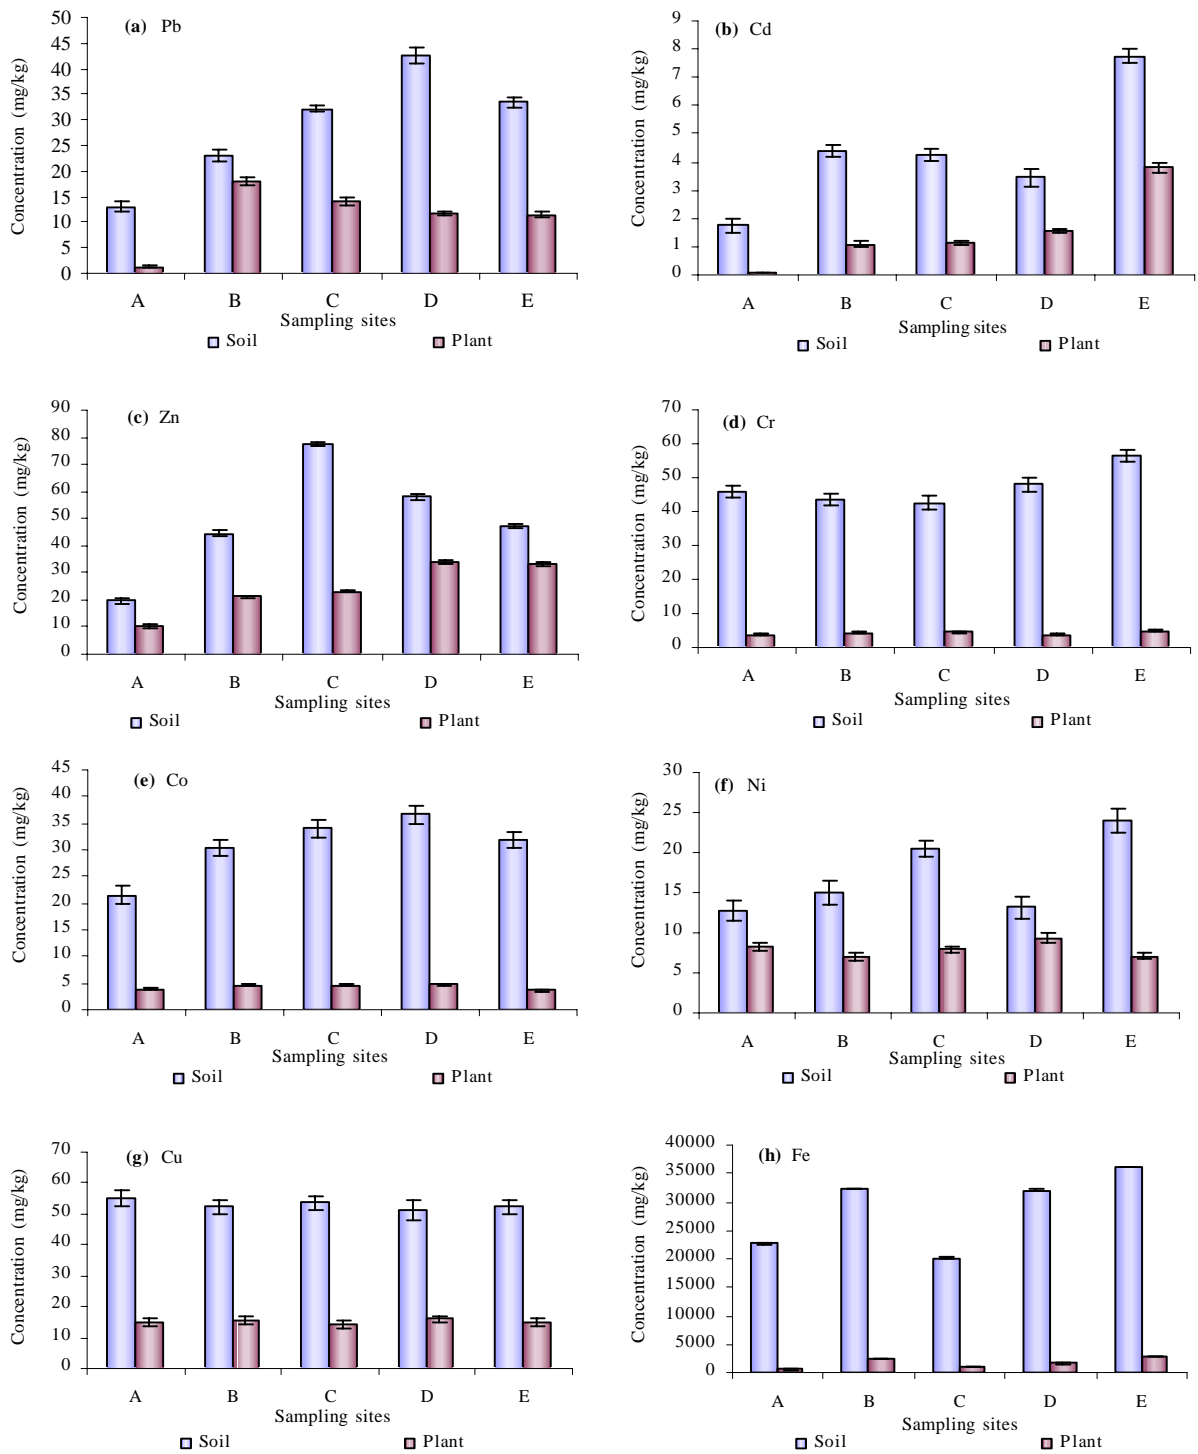 (a) Pb
Concentration (mg/kg)
50
45
40
35
30
25
20
15
10
5
0
A B C D E
Sampling sites
Soil Plant
(b) Cd
Concentration (mg/kg)
9
8
7
6
5
4
3
2
1
0
A B C D E
Sampling sites
Soil Plant
(c) Zn
Concentration (mg/kg)
90
80
70
60
50
40
30
20
10
0
A B C D E
Sampling sites
Soil Plant
(d) Cr
Concentration (mg/kg)
70
60
50
40
30
20
10
0
A B C D E
Sampling sites
Soil Plant
(e) Co
Concentration (mg/kg)
45
40
35
30
25
20
15
10
5
0
A B C D E
Sampling sites
Soil Plant
(f) Ni
Concentration (mg/kg)
30
25
20
15
10
5
0
A B C D E
Sampling sites
Soil Plant
(g) Cu
Concentration (mg/kg)
70
60
50
40
30
20
10
0
A B C D E
Sampling sites
Soil Plant
(h) Fe
Concentration (mg/kg)
40000
35000
30000
25000
20000
15000
10000
5000
0
A B C D E
Sampling sites
Soil Plant